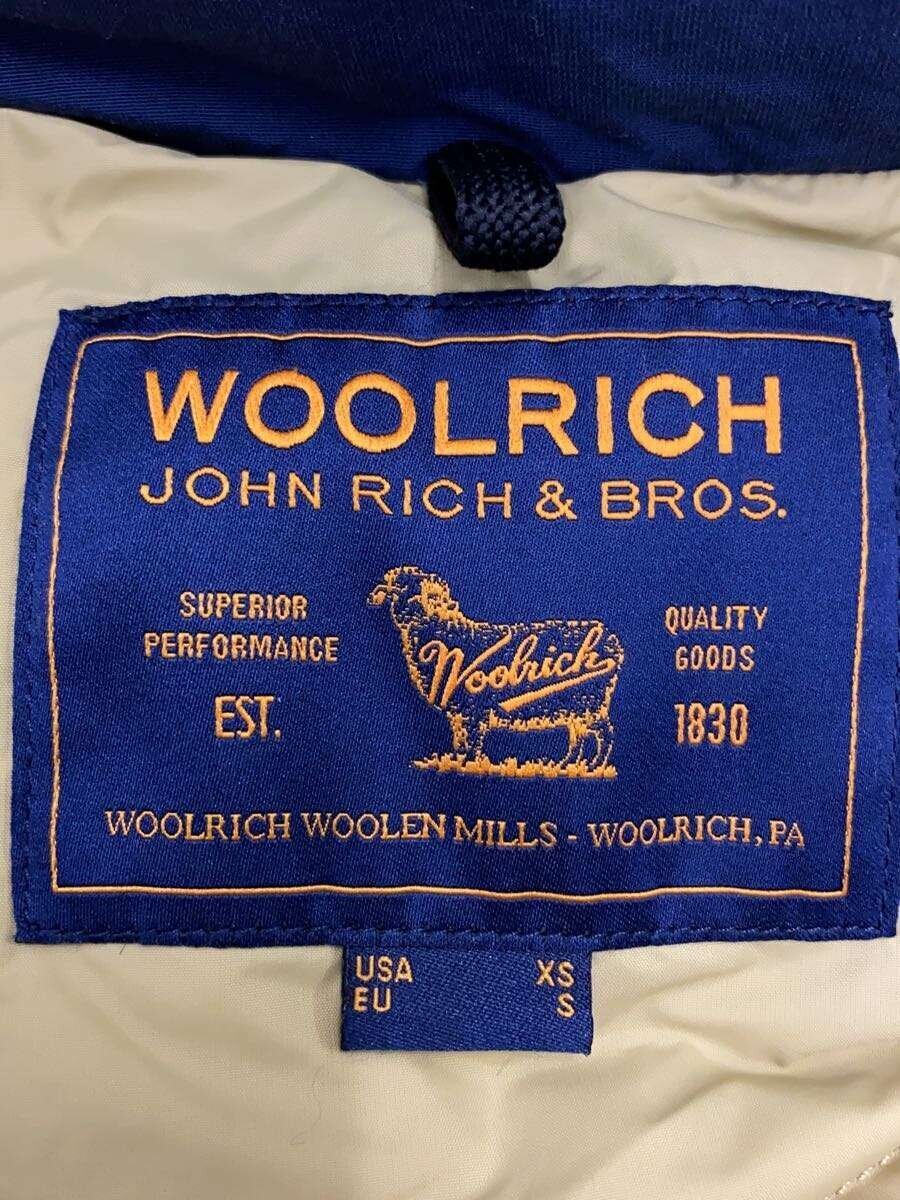 WOOLRICH
JOHN RICH & BROS.
SUPERIOR
PERFORMANCE
EST.
Woolrich
QUALITY
GOODS
1830
WOOLRICH WOOLEN MILLS - WOOLRICH, PA
USA XS
EU S